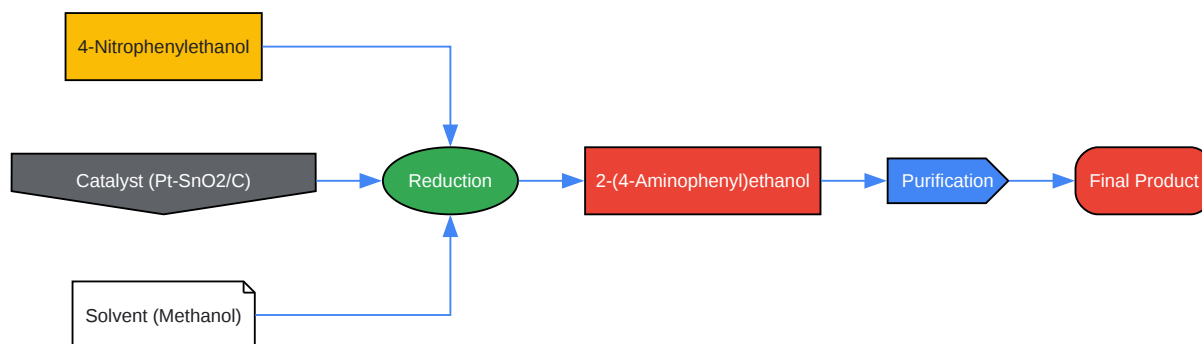 4-Nitrophenylethanol
Catalyst (Pt-SnO2/C)
Reduction
2-(4-Aminophenyl)ethanol
Purification
Final Product
Solvent (Methanol)